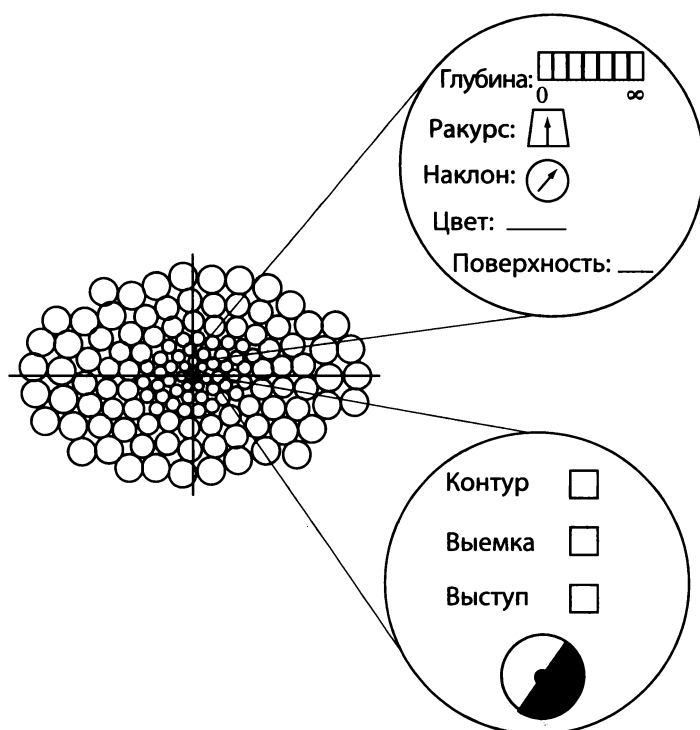 Глубина:
0 ∞
Ракурс:
Наклон:
Цвет:
Поверхность:
Контур
Выемка
Выступ